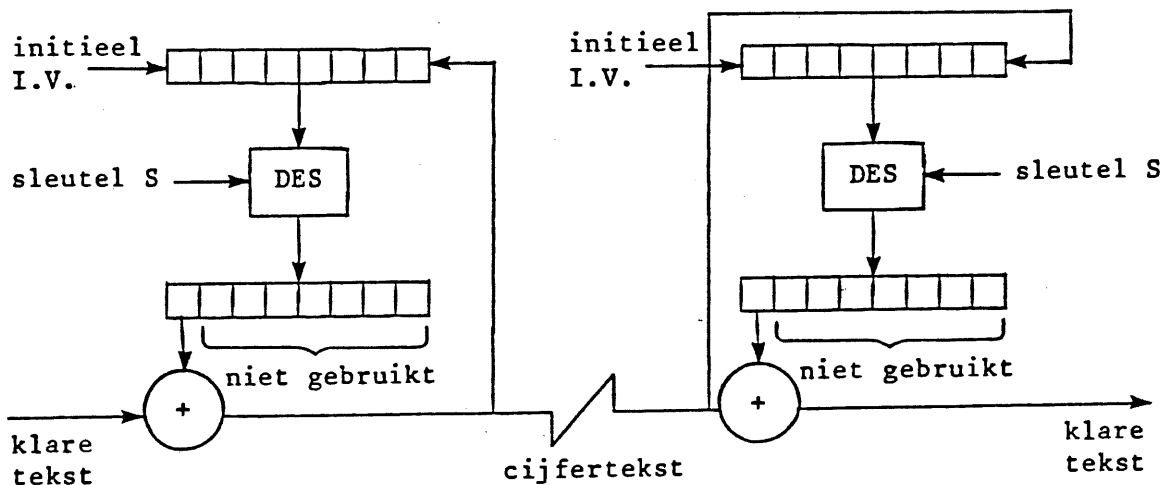 initieel
I.V.
sleutel S
DES
niet gebruikt
+
klare
tekst
cijfertekst
initieel
I.V.
DES
sleutel S
niet gebruikt
+
klare
tekst